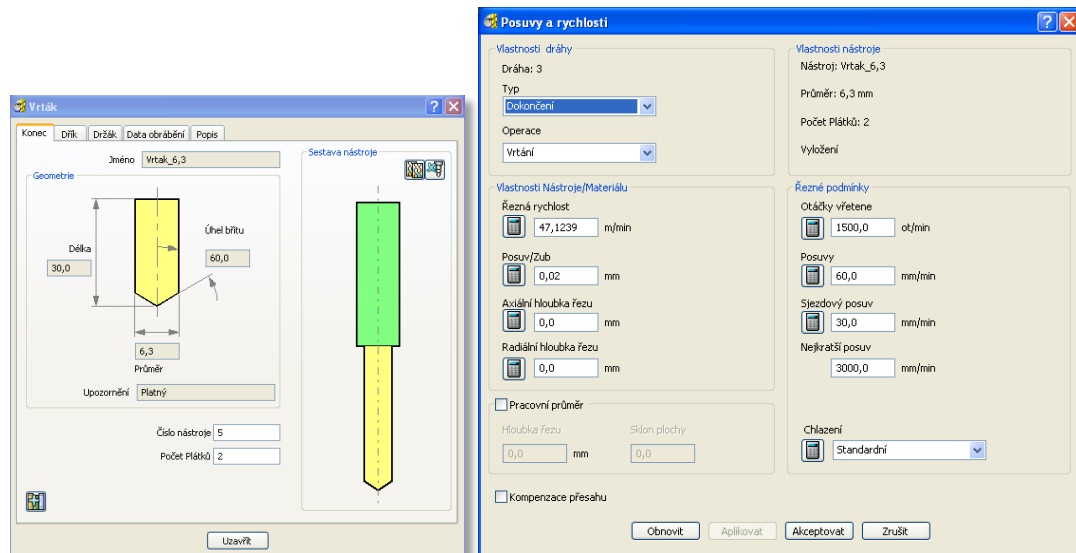 Vrták
Konec Dřík Držák Data obrábění Popis
Jméno Vrtak_6,3
Geometrie
Délka
30,0
Úhel břitu
60,0
6,3
Průměr
Upozornění Platný
Číslo nástroje 5
Počet Plátků 2
Sestava nástroje
Uzavřít
Posuvy a rychlosti
Vlastnosti dráhy
Dráha: 3
Typ
Dokončení
Operace
Vrtání
Vlastnosti nástroje
Nástroj: Vrtak_6,3
Průměr: 6,3 mm
Počet Plátků: 2
Vyložení
Vlastnosti Nástroje/Materiálu
Řezná rychlost
47,1239 m/min
Posuv/Zub
0,02 mm
Axiální hloubka řezu
0,0 mm
Radiální hloubka řezu
0,0 mm
Řezné podmínky
Otáčky vřetene
1500,0 ot/min
Posuvy
60,0 mm/min
Sjezdový posuv
30,0 mm/min
Nejkratší posuv
3000,0 mm/min
Pracovní průměr
Hloubka řezu Sklon plochy
0,0 mm 0,0
Chlazení
Standardní
Kompenzace přesahu
Obnovit Aplikovat Akceptovat Zrušit